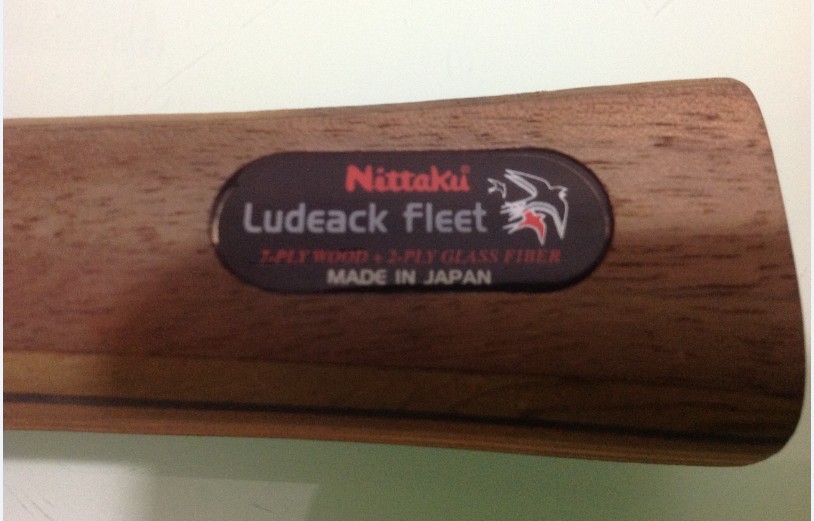 Nittaku
Ludeack fleet
7-PLY WOOD + 2-PLY GLASS FIBER
MADE IN JAPAN